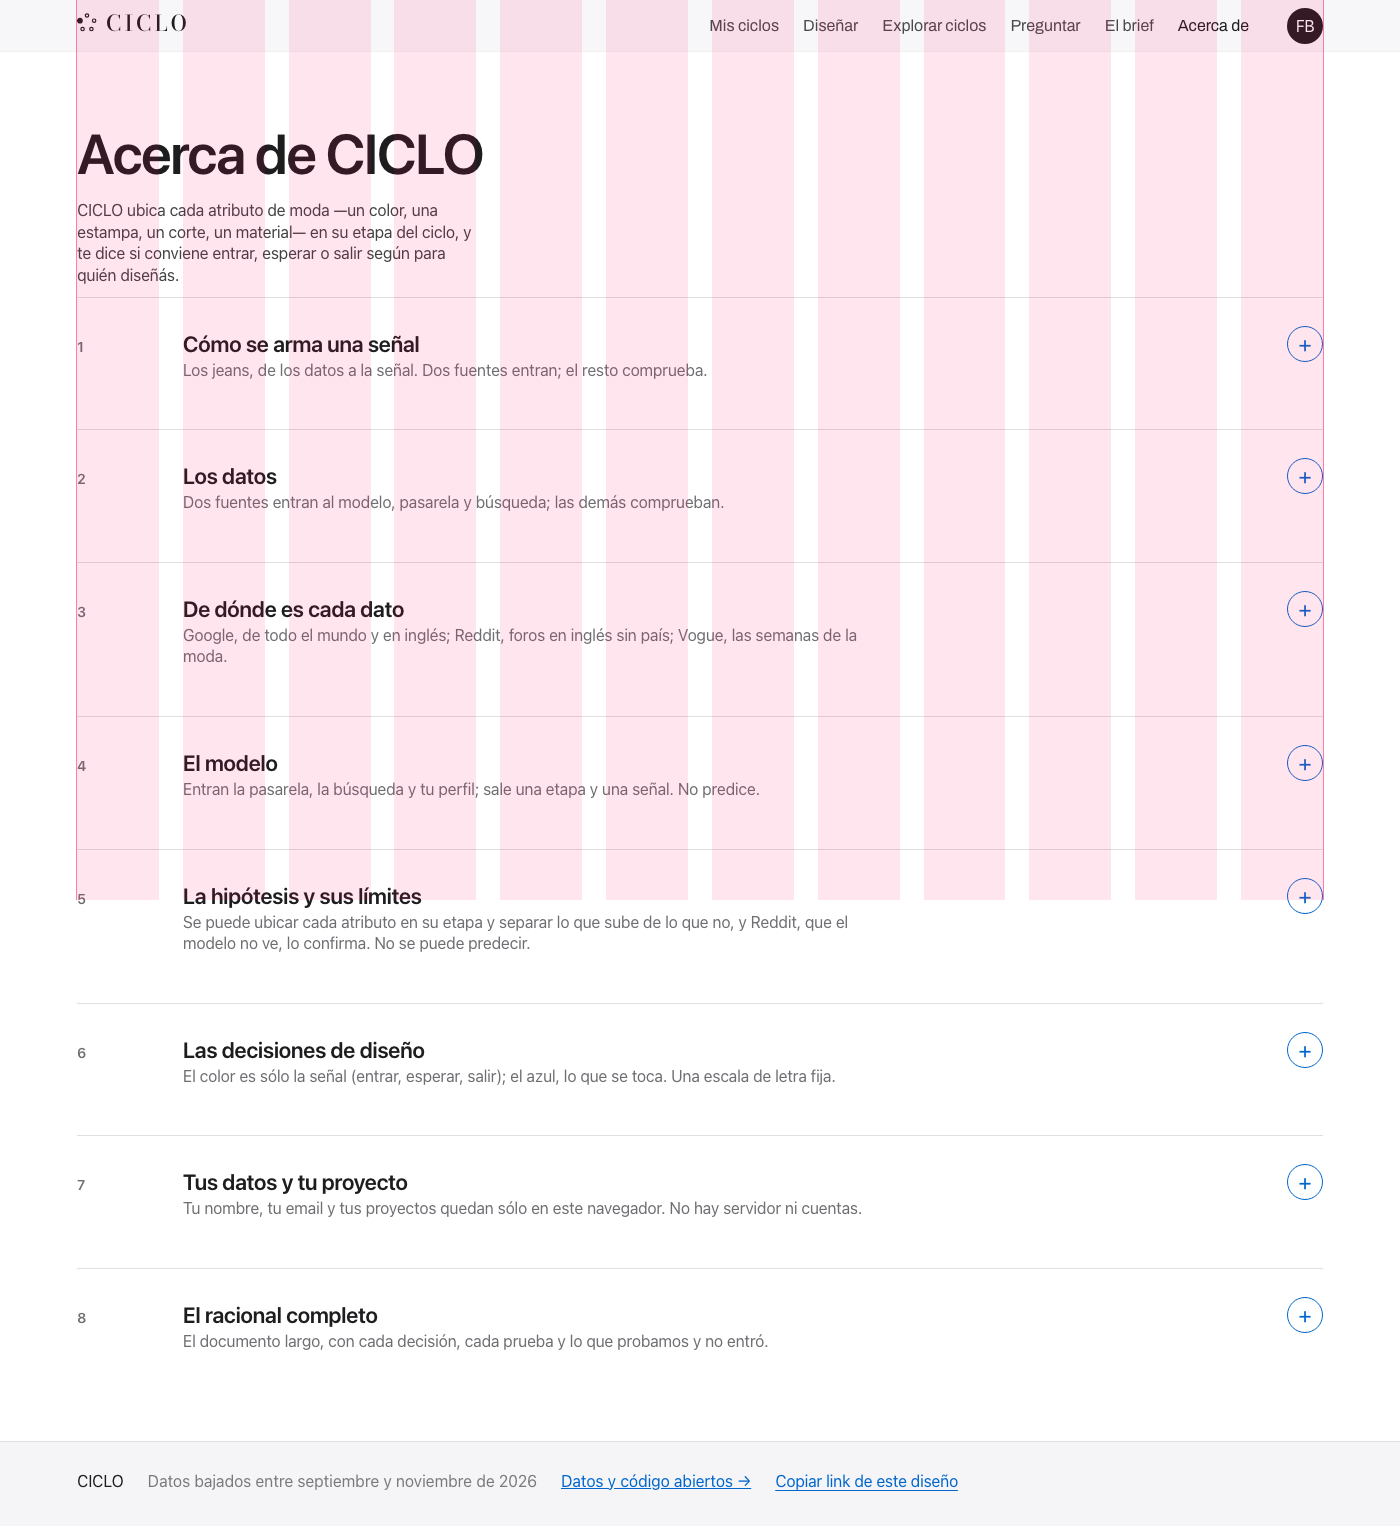 CICLO
Mis ciclos
Diseñar
Explorar ciclos
Preguntar
El brief
Acerca de
FB
Acerca de CICLO
CICLO ubica cada atributo de moda —un color, una
estampa, un corte, un material— en su etapa del ciclo, y
te dice si conviene entrar, esperar o salir según para
quién diseñás.
1
Cómo se arma una señal
Los jeans, de los datos a la señal. Dos fuentes entran; el resto comprueba.
+
2
Los datos
Dos fuentes entran al modelo, pasarela y búsqueda; las demás comprueban.
+
3
De dónde es cada dato
Google, de todo el mundo y en inglés; Reddit, foros en inglés sin país; Vogue, las semanas de la
moda.
+
4
El modelo
Entran la pasarela, la búsqueda y tu perfil; sale una etapa y una señal. No predice.
+
5
La hipótesis y sus límites
Se puede ubicar cada atributo en su etapa y separar lo que sube de lo que no, y Reddit, que el
modelo no ve, lo confirma. No se puede predecir.
+
6
Las decisiones de diseño
El color es sólo la señal (entrar, esperar, salir); el azul, lo que se toca. Una escala de letra fija.
+
7
Tus datos y tu proyecto
Tu nombre, tu email y tus proyectos quedan sólo en este navegador. No hay servidor ni cuentas.
+
8
El racional completo
El documento largo, con cada decisión, cada prueba y lo que probamos y no entró.
+
CICLO
Datos bajados entre septiembre y noviembre de 2026
Datos y código abiertos →
Copiar link de este diseño